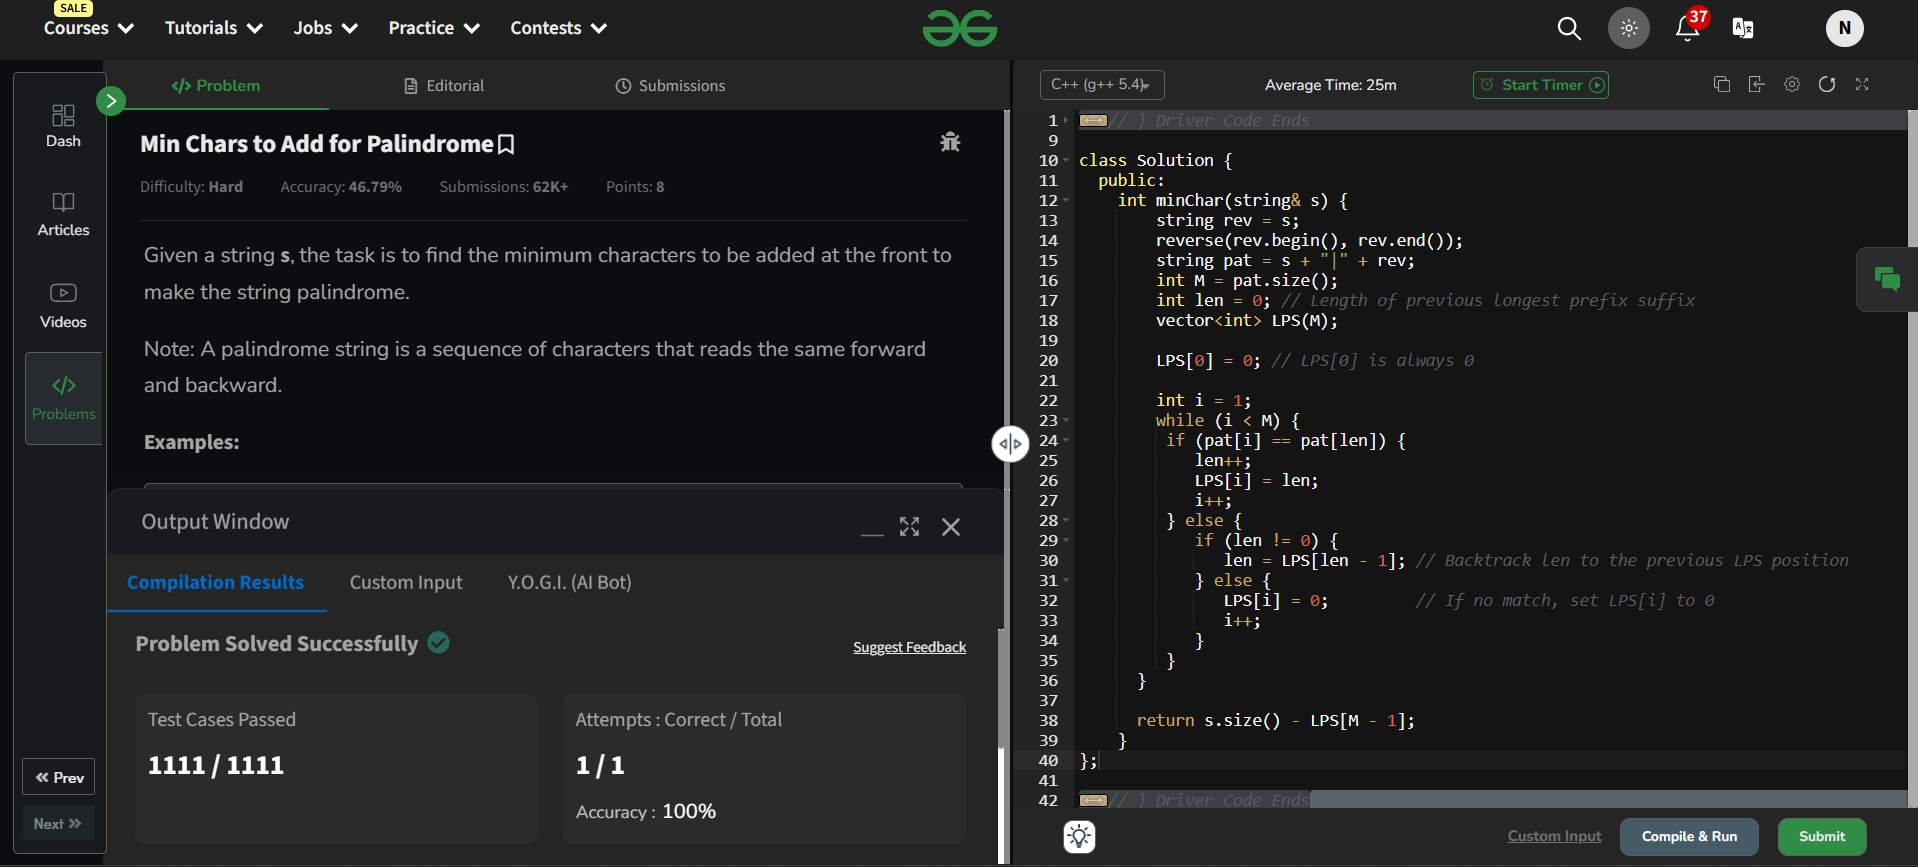 SALE
Courses Tutorials Jobs Practice Contests
37
N
Dash
Articles
Videos
Problems
Prev
Next
Problem Editorial Submissions
Min Chars to Add for Palindrome
Difficulty: Hard Accuracy: 46.79% Submissions: 62K+ Points: 8
Given a string s, the task is to find the minimum characters to be added at the front to
make the string palindrome.
Note: A palindrome string is a sequence of characters that reads the same forward
and backward.
Examples:
Output Window
Compilation Results Custom Input Y.O.G.I. (AI Bot)
Problem Solved Successfully
Suggest Feedback
Test Cases Passed
1111 / 1111
Attempts : Correct / Total
1 / 1
Accuracy : 100%
C++ (g++ 5.4) Average Time: 25m Start Timer
1 // } Driver Code Ends
9
10 class Solution {
11 public:
12 int minChar(string& s) {
13 string rev = s;
14 reverse(rev.begin(), rev.end());
15 string pat = s + "|" + rev;
16 int M = pat.size();
17 int len = 0; // Length of previous longest prefix suffix
18 vector<int> LPS(M);
19
20 LPS[0] = 0; // LPS[0] is always 0
21
22 int i = 1;
23 while (i < M) {
24 if (pat[i] == pat[len]) {
25 len++;
26 LPS[i] = len;
27 i++;
28 } else {
29 if (len != 0) {
30 len = LPS[len - 1]; // Backtrack len to the previous LPS position
31 } else {
32 LPS[i] = 0; // If no match, set LPS[i] to 0
33 i++;
34 }
35 }
36 }
37
38 return s.size() - LPS[M - 1];
39 }
40 };
41
42 // } Driver Code Ends
Custom Input Compile & Run Submit